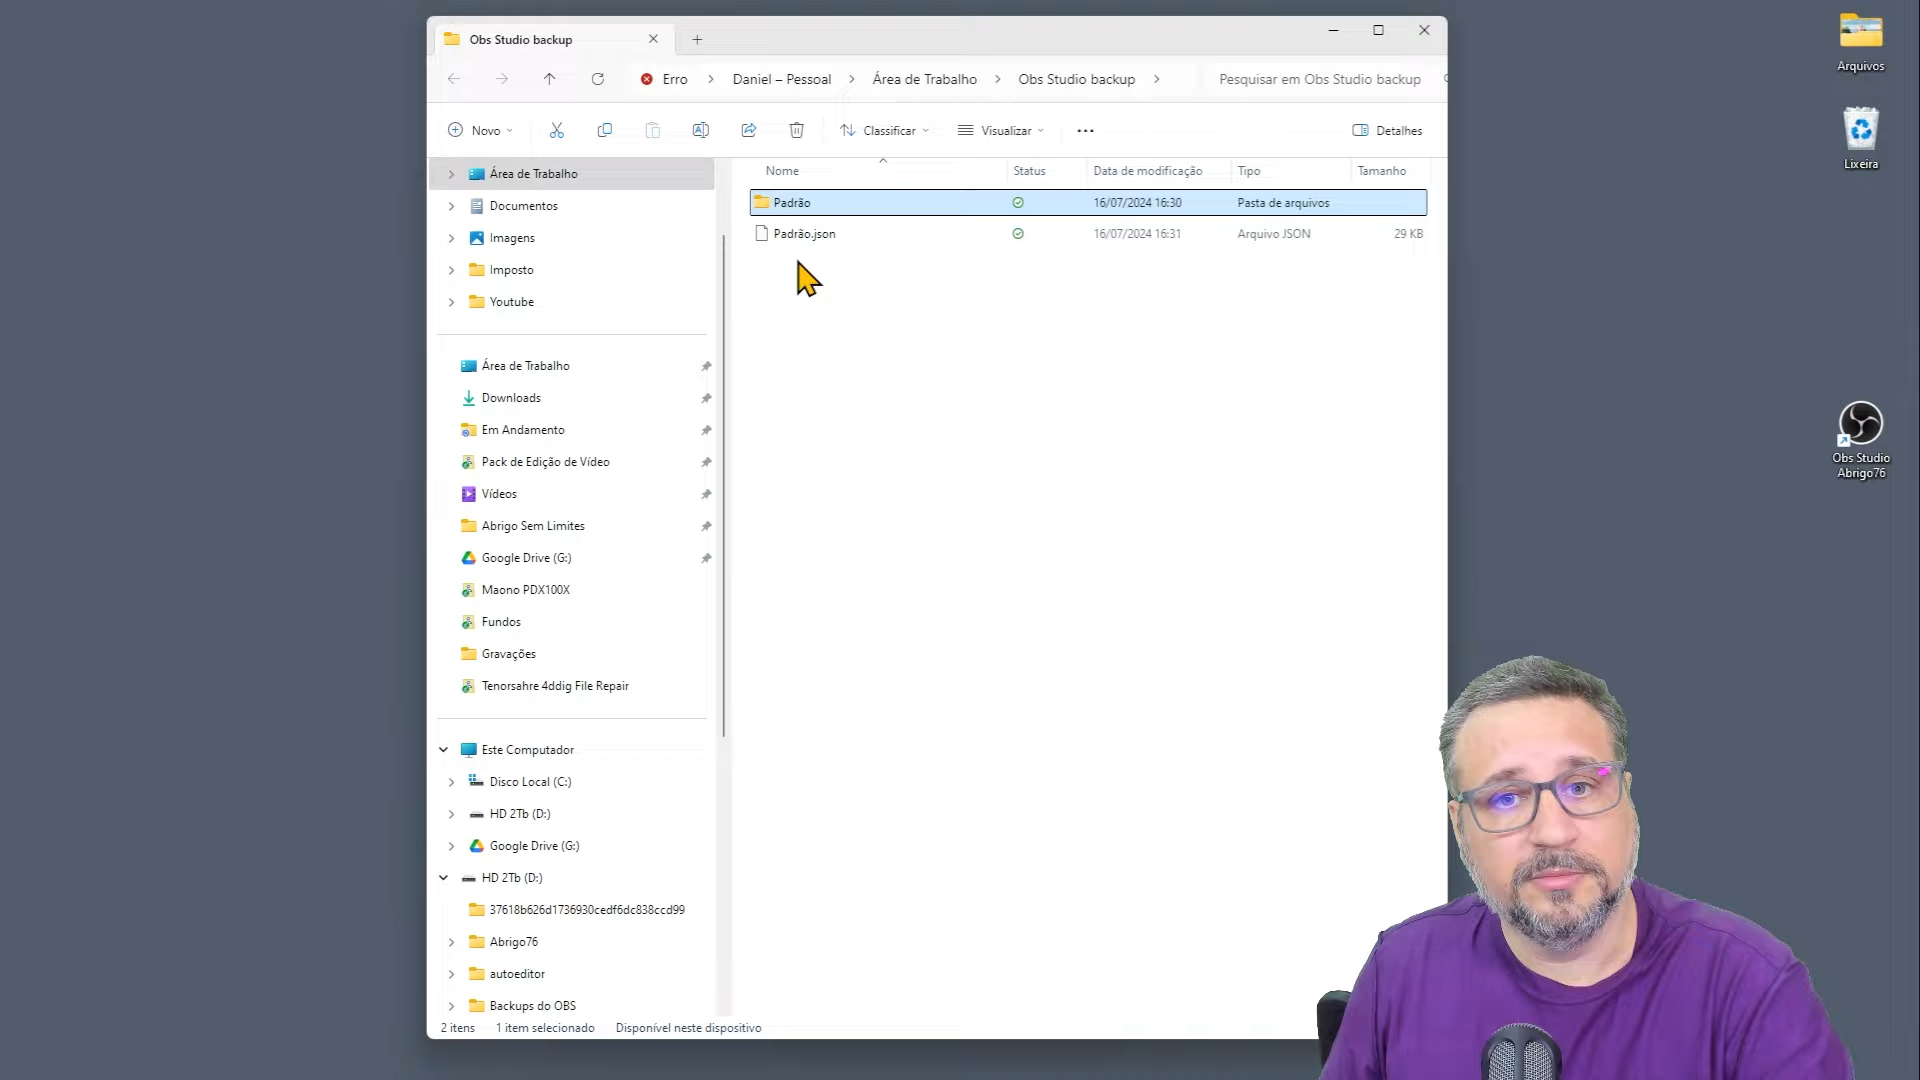 Obs Studio backup
Erro
Daniel – Pessoal
Área de Trabalho
Obs Studio backup
Pesquisar em Obs Studio backup
Novo
Classificar
Visualizar
Detalhes
Nome
Status
Data de modificação
Tipo
Tamanho
Padrão
16/07/2024 16:30
Pasta de arquivos
Padrão.json
16/07/2024 16:31
Arquivo JSON
29 KB
Área de Trabalho
Documentos
Imagens
Imposto
Youtube
Área de Trabalho
Downloads
Em Andamento
Pack de Edição de Vídeo
Vídeos
Abrigo Sem Limites
Google Drive (G:)
Maono PDX100X
Fundos
Gravações
Tenorsahre 4ddig File Repair
Este Computador
Disco Local (C:)
HD 2Tb (D:)
Google Drive (G:)
HD 2Tb (D:)
37618b626d1736930cedf6dc838ccd99
Abrigo76
autoeditor
Backups do OBS
2 itens
1 item selecionado
Disponível neste dispositivo
Arquivos
Lixeira
Obs Studio
Abrigo76